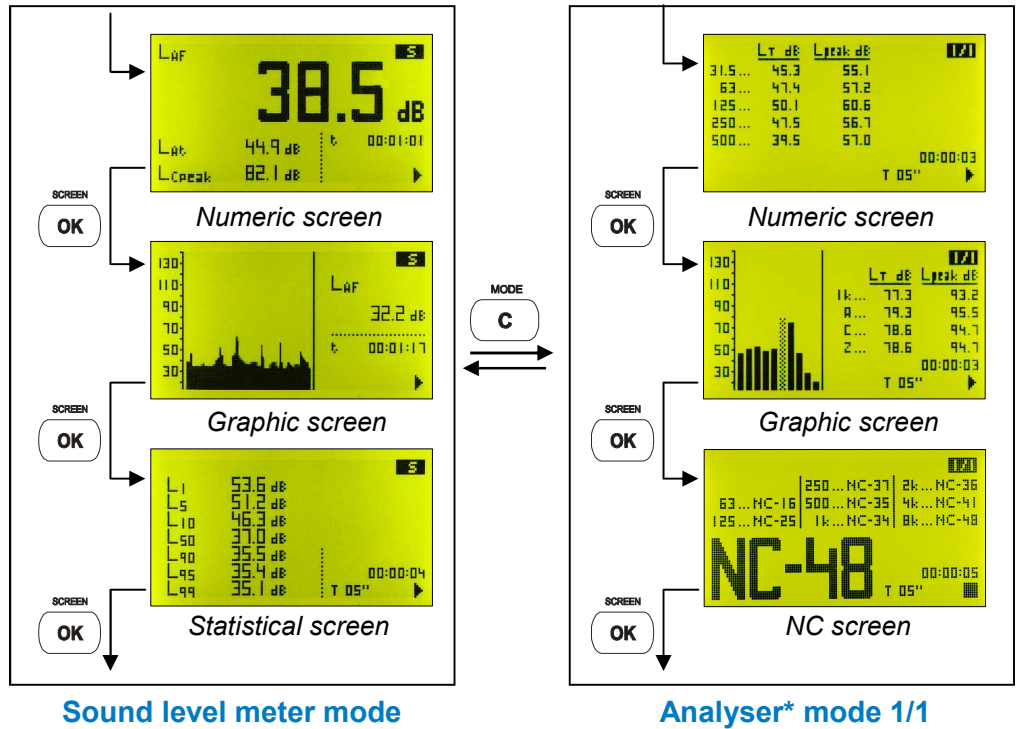 L AF S
38.5 dB
L At 44.9 dB t 00:01:01
L Cpeak 82.1 dB
SCREEN
OK
Numeric screen
130 S
110 L AF
90 32.2 dB
70
50 t 00:01:17
30
SCREEN
OK
Graphic screen
S
L1 53.6 dB
L5 51.2 dB
L10 46.3 dB
L50 37.0 dB
L90 35.5 dB
L95 35.4 dB 00:00:04
L99 35.1 dB T 05''
SCREEN
OK
Statistical screen
Sound level meter mode
MODE
C
LT dB Lpeak dB 1/1
31.5... 45.3 55.1
63... 47.4 57.2
125... 50.1 60.6
250... 47.5 56.7
500... 39.5 57.0
00:00:03
T 05''
SCREEN
OK
Numeric screen
130 1/1
110 LT dB Lpeak dB
90 1k... 77.3 93.2
A... 79.3 95.5
70 C... 78.6 94.7
50 Z... 78.6 94.7
30 00:00:03
T 05''
SCREEN
OK
Graphic screen
1/1
250...NC-37 2k...NC-36
63...NC-16 500...NC-35 4k...NC-41
125...NC-25 1k...NC-34 8k...NC-48
NC-48 00:00:05
T 05''
SCREEN
OK
NC screen
Analyser* mode 1/1